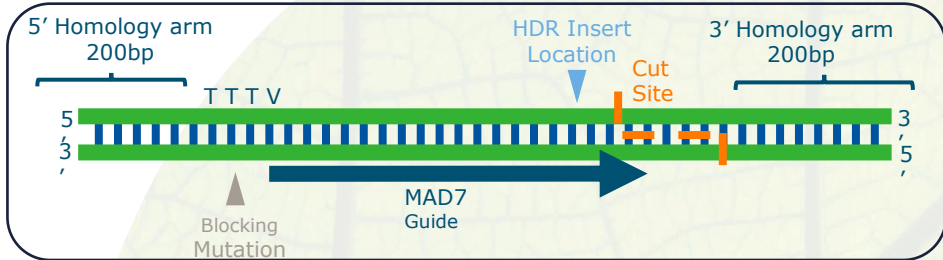 5’ Homology arm
200bp
HDR Insert
Location
3’ Homology arm
200bp
Cut
Site
T T T V
5
’
3
’
3
’
5
’
MAD7
Guide
Blocking
Mutation